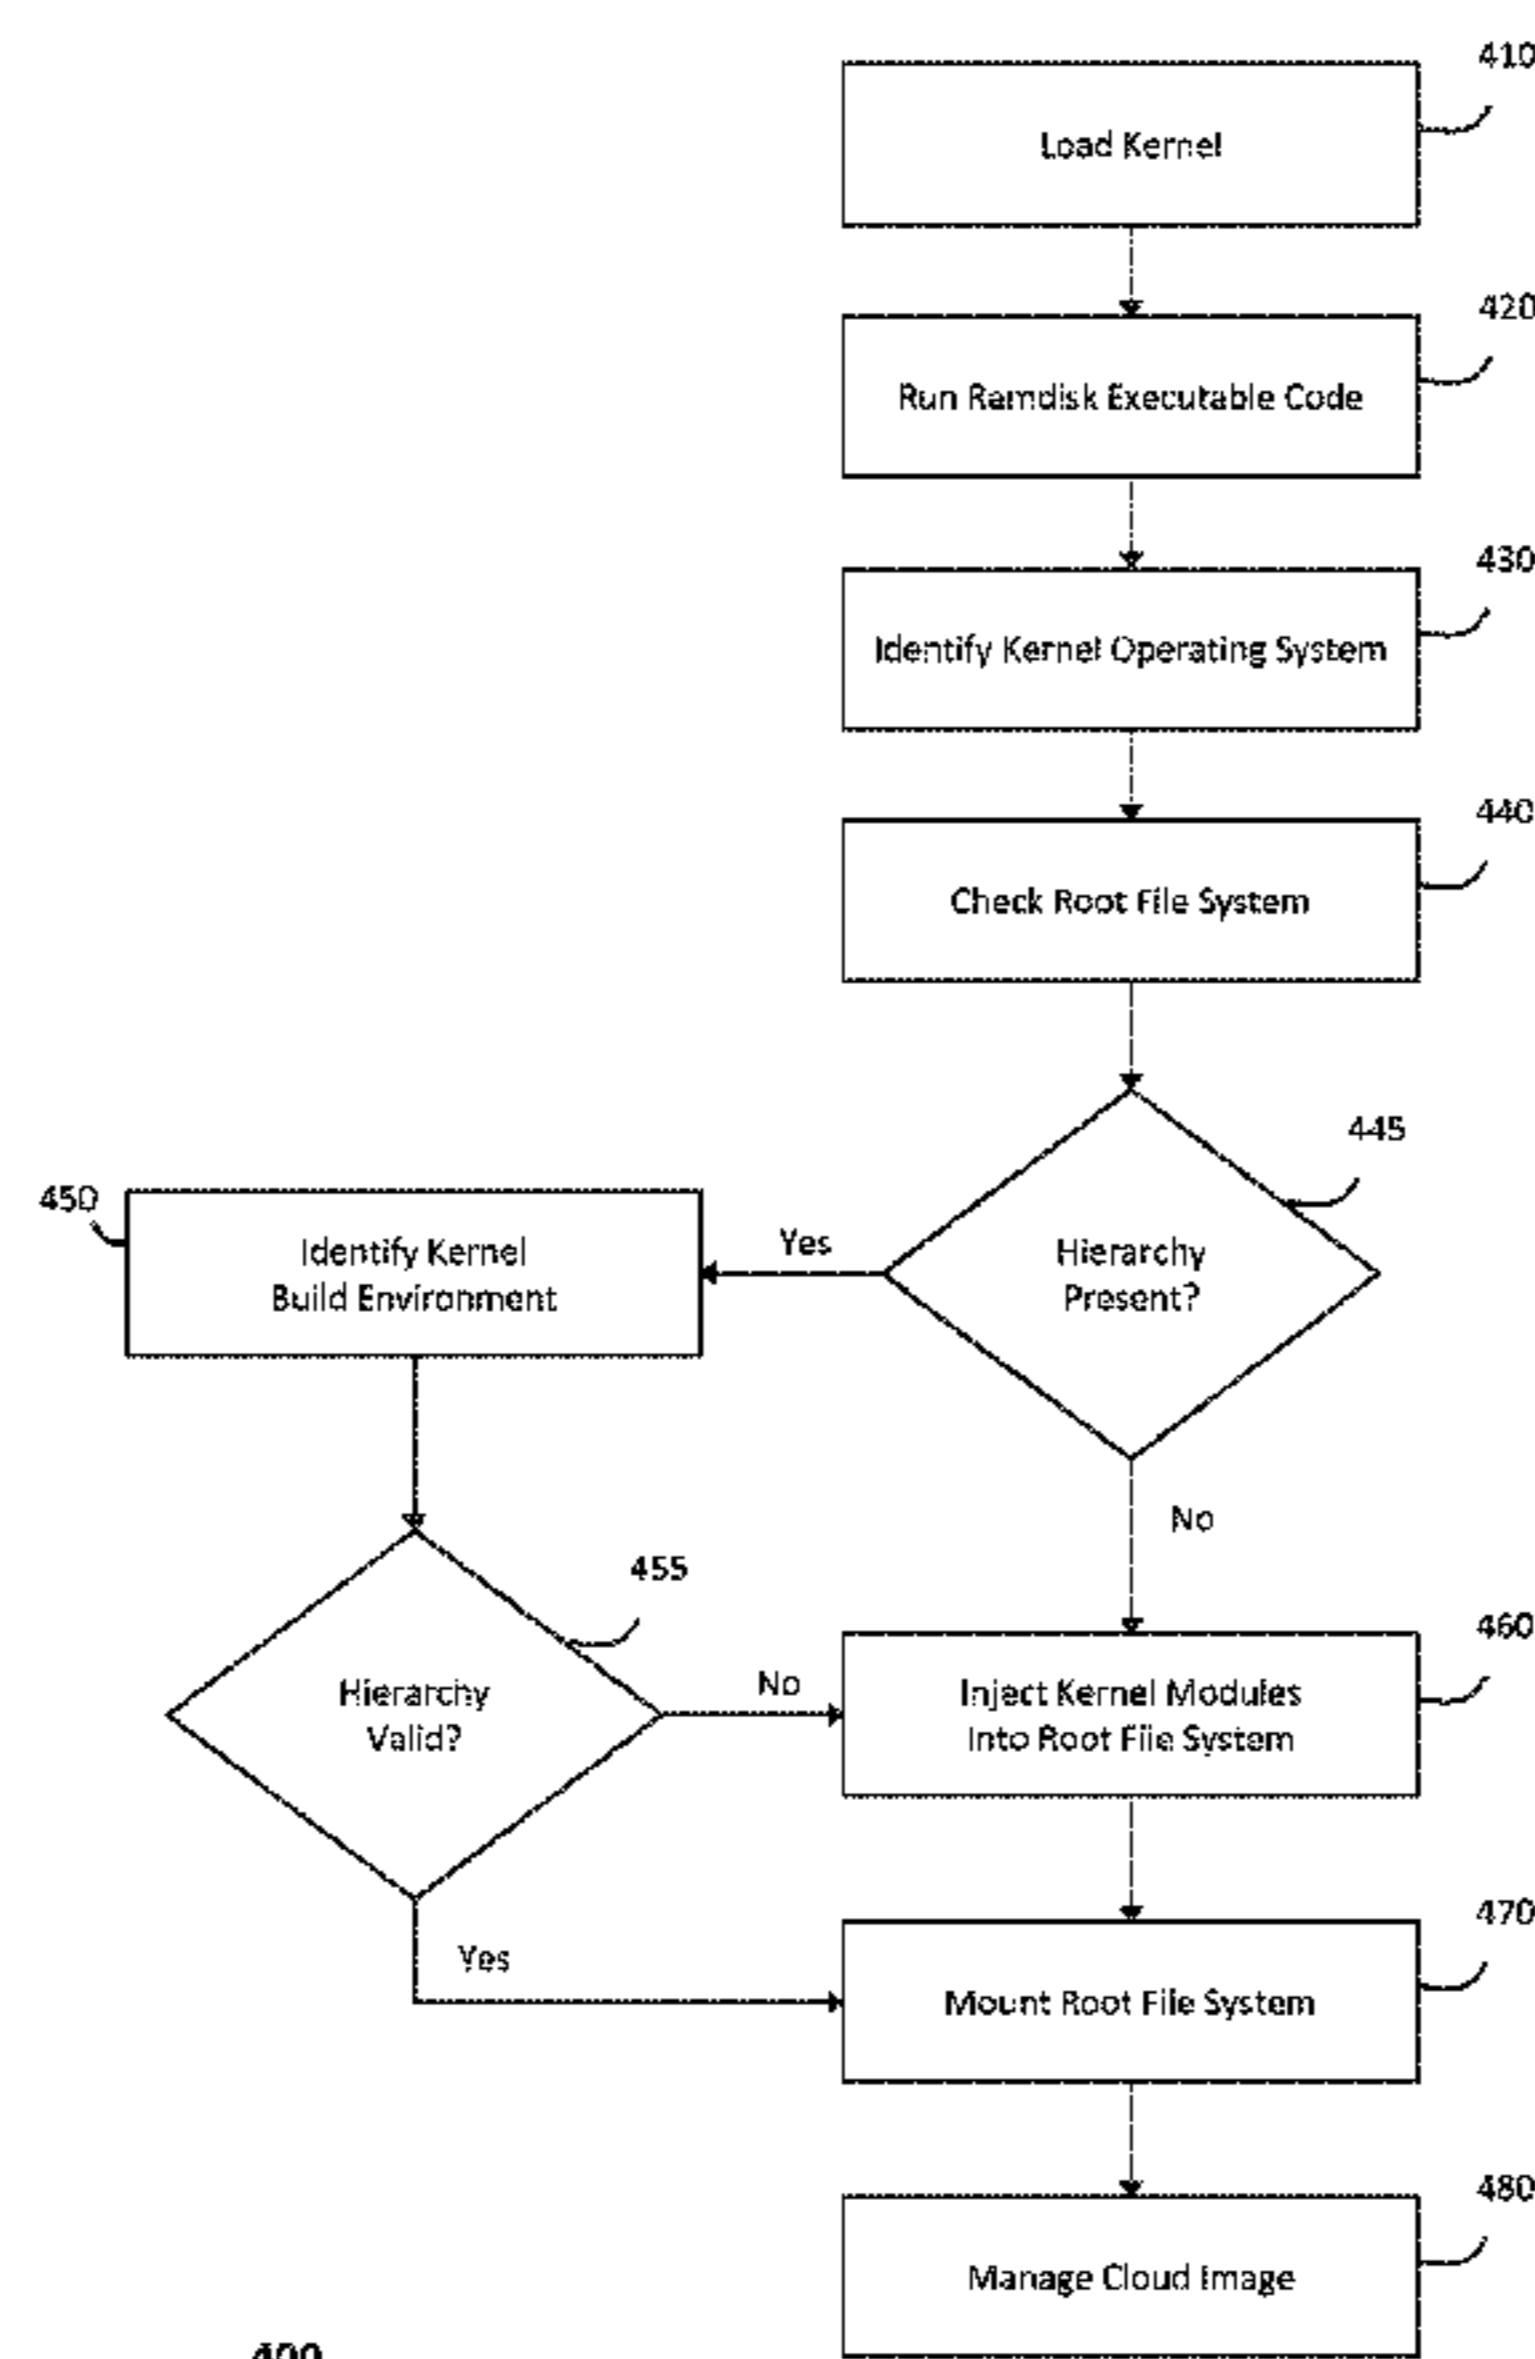 410
Load Kernel
420
Run Ramdisk Executable Code
430
Identify Kernel Operating System
440
Check Root File System
445
Hierarchy
Present?
Yes
450
Identify Kernel
Build Environment
No
455
Hierarchy
Valid?
No
460
Inject Kernel Modules
Into Root File System
Yes
470
Mount Root File System
480
Manage Cloud Image
400